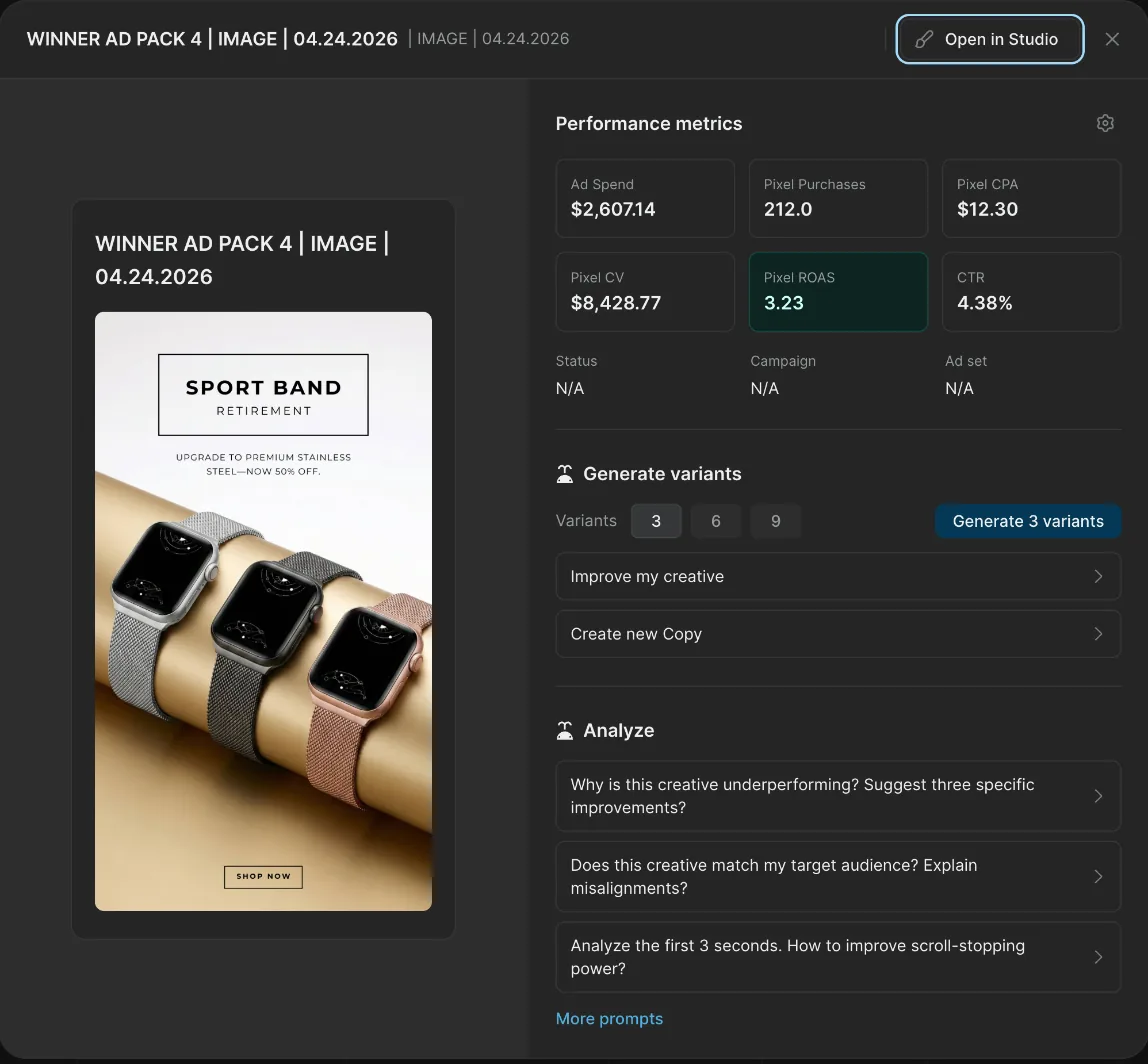 WINNER AD PACK 4 | IMAGE | 04.24.2026 | IMAGE | 04.24.2026
Open in Studio
WINNER AD PACK 4 | IMAGE |
04.24.2026
SPORT BAND
RETIREMENT
UPGRADE TO PREMIUM STAINLESS
STEEL—NOW 50% OFF.
SHOP NOW
Performance metrics
Ad Spend
$2,607.14
Pixel Purchases
212.0
Pixel CPA
$12.30
Pixel CV
$8,428.77
Pixel ROAS
3.23
CTR
4.38%
Status
N/A
Campaign
N/A
Ad set
N/A
Generate variants
Variants 3 6 9 Generate 3 variants
Improve my creative
Create new Copy
Analyze
Why is this creative underperforming? Suggest three specific
improvements?
Does this creative match my target audience? Explain
misalignments?
Analyze the first 3 seconds. How to improve scroll-stopping
power?
More prompts